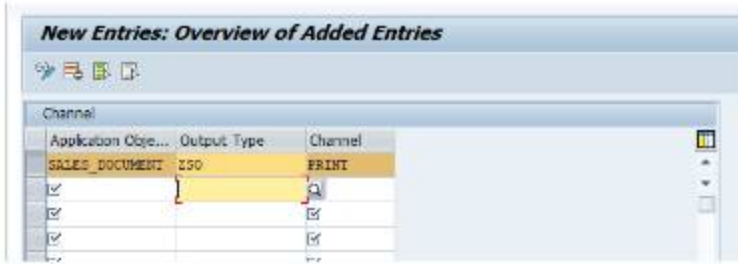 New Entries: Overview of Added Entries
Channel
Application Obje... Output Type Channel
SALES_DOCUMENT ZSO PRINT